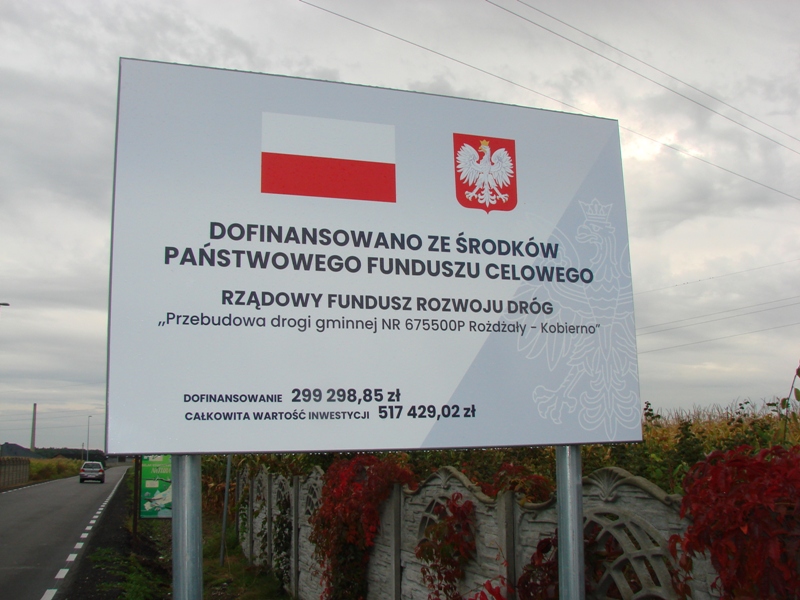 DOFINANSOWANO ZE ŚRODKÓW
PAŃSTWOWEGO FUNDUSZU CELOWEGO
RZĄDOWY FUNDUSZ ROZWOJU DRÓG
„Przebudowa drogi gminnej NR 675500P Rożdżały - Kobierno”
DOFINANSOWANIE 299 298,85 zł
CAŁKOWITA WARTOŚĆ INWESTYCJI 517 429,02 zł